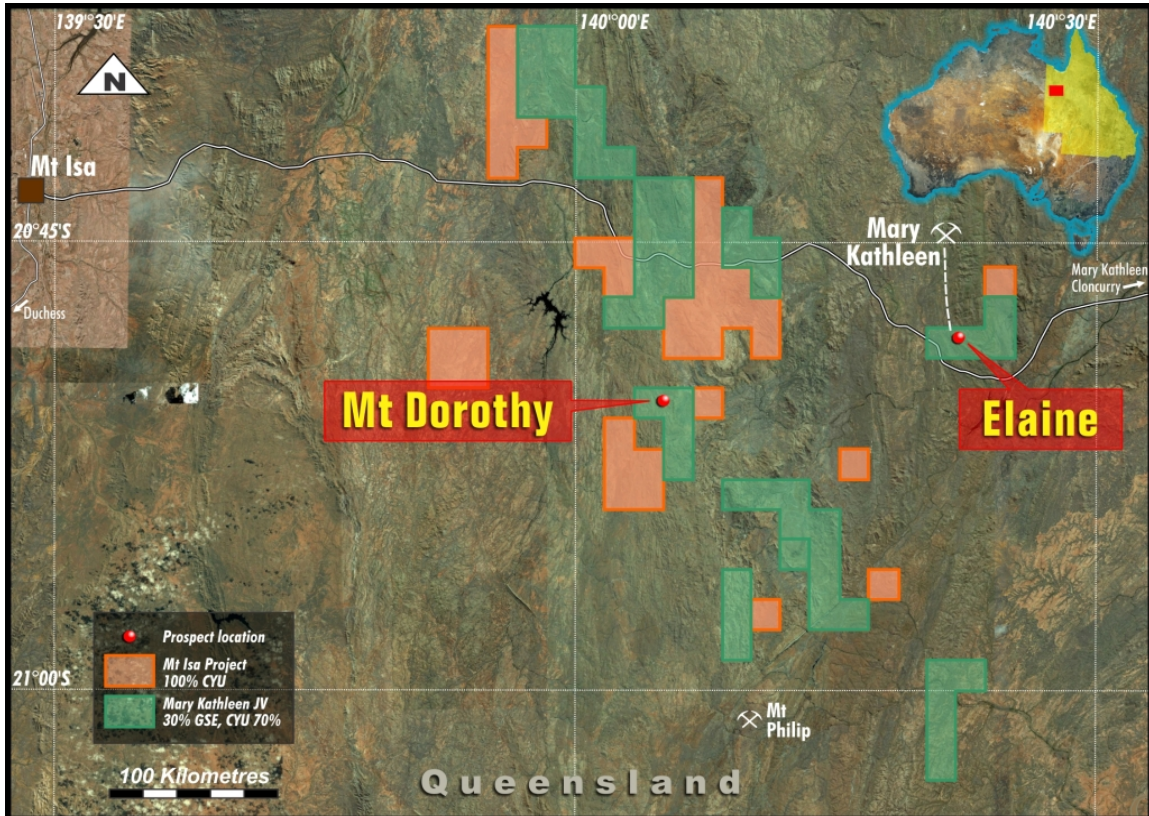 139°30'E
140°00'E
140°30'E
N
Mt Isa
20°45'S
Mary
Kathleen
Mary Kathleen
Cloncurry
Duchess
Mt Dorothy
Elaine
Prospect location
Mt Isa Project
100% CYU
21°00'S
Mary Kathleen JV
30% GSE, CYU 70%
Mt
Philip
100 Kilometres
Queensland